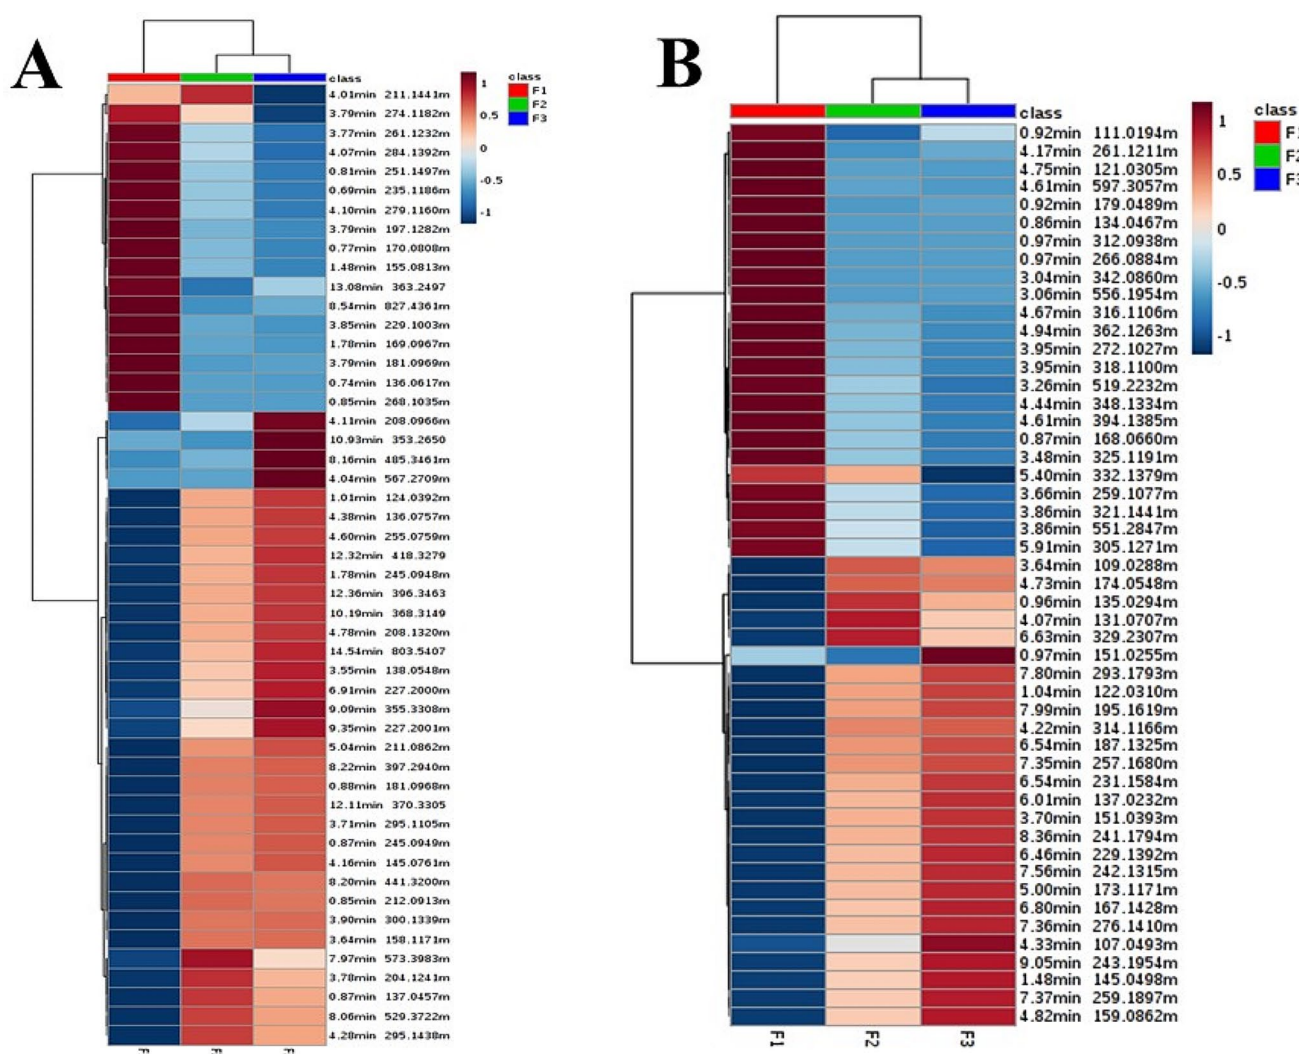 A
class
4.01min 211.1441m
3.79min 274.1182m
3.77min 261.1232m
4.07min 284.1392m
0.81min 251.1497m
0.69min 235.1186m
4.10min 279.1160m
3.79min 197.1282m
0.77min 170.0808m
1.48min 155.0813m
13.08min 363.2497
8.54min 827.4361m
3.85min 229.1003m
1.78min 169.0967m
3.79min 181.0969m
0.74min 136.0617m
0.85min 268.1035m
4.11min 208.0966m
10.93min 353.2650
8.16min 485.3461m
4.04min 567.2709m
1.01min 124.0392m
4.38min 136.0757m
4.60min 255.0759m
12.32min 418.3279
1.78min 245.0948m
12.36min 396.3463
10.19min 368.3149
4.78min 208.1320m
14.54min 803.5407
3.55min 138.0548m
6.91min 227.2000m
9.09min 355.3308m
9.35min 227.2001m
5.04min 211.0862m
8.22min 397.2940m
0.88min 181.0968m
12.11min 370.3305
3.71min 295.1105m
0.87min 245.0949m
4.16min 145.0761m
8.20min 441.3200m
0.85min 212.0913m
3.90min 300.1339m
3.64min 158.1171m
7.97min 573.3983m
3.78min 204.1241m
0.87min 137.0457m
8.06min 529.3722m
4.28min 295.1438m
1
0.5
0
-0.5
-1
class
F1
F2
F3
B
class
0.92min 111.0194m
4.17min 261.1211m
4.75min 121.0305m
4.61min 597.3057m
0.92min 179.0489m
0.86min 134.0467m
0.97min 312.0938m
0.97min 266.0884m
3.04min 342.0860m
3.06min 556.1954m
4.67min 316.1106m
4.94min 362.1263m
3.95min 272.1027m
3.95min 318.1100m
3.26min 519.2232m
4.44min 348.1334m
4.61min 394.1385m
0.87min 168.0660m
3.48min 325.1191m
5.40min 332.1379m
3.66min 259.1077m
3.86min 321.1441m
3.86min 551.2847m
5.91min 305.1271m
3.64min 109.0288m
4.73min 174.0548m
0.96min 135.0294m
4.07min 131.0707m
6.63min 329.2307m
0.97min 151.0255m
7.80min 293.1793m
1.04min 122.0310m
7.99min 195.1619m
4.22min 314.1166m
6.54min 187.1325m
7.35min 257.1680m
6.54min 231.1584m
6.01min 137.0232m
3.70min 151.0393m
8.36min 241.1794m
6.46min 229.1392m
7.56min 242.1315m
5.00min 173.1171m
6.80min 167.1428m
7.36min 276.1410m
4.33min 107.0493m
9.05min 243.1954m
1.48min 145.0498m
7.37min 259.1897m
4.82min 159.0862m
F1
F2
F3
1
0.5
0
-0.5
-1
class
F1
F2
F3